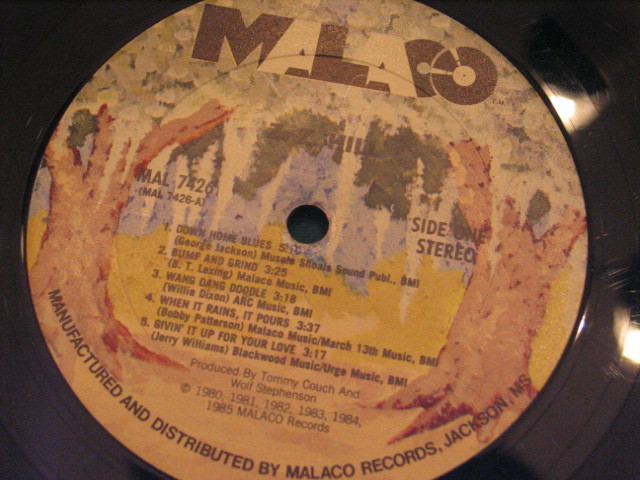 MALACO
T.M.
HILL
MAL 7426
(MAL 7426-A)
SIDE ONE
STEREO
1. DOWN HOME BLUES
(George Jackson) Muscle Shoals Sound Publ., BMI
2. BUMP AND GRIND 3:25
(B. T. Lexing) Malaco Music, BMI
3. WANG DANG DOODLE 3:18
(Willie Dixon) ARC Music, BMI
4. WHEN IT RAINS, IT POURS 3:37
(Bobby Patterson) Malaco Music/March 13th Music, BMI
5. GIVIN' IT UP FOR YOUR LOVE 3:17
(Jerry Williams) Blackwood Music/Urge Music, BMI
Produced By Tommy Couch And
Wolf Stephenson
© 1980, 1981, 1982, 1983, 1984,
1985 MALACO Records
MANUFACTURED AND DISTRIBUTED BY MALACO RECORDS, JACKSON, MS